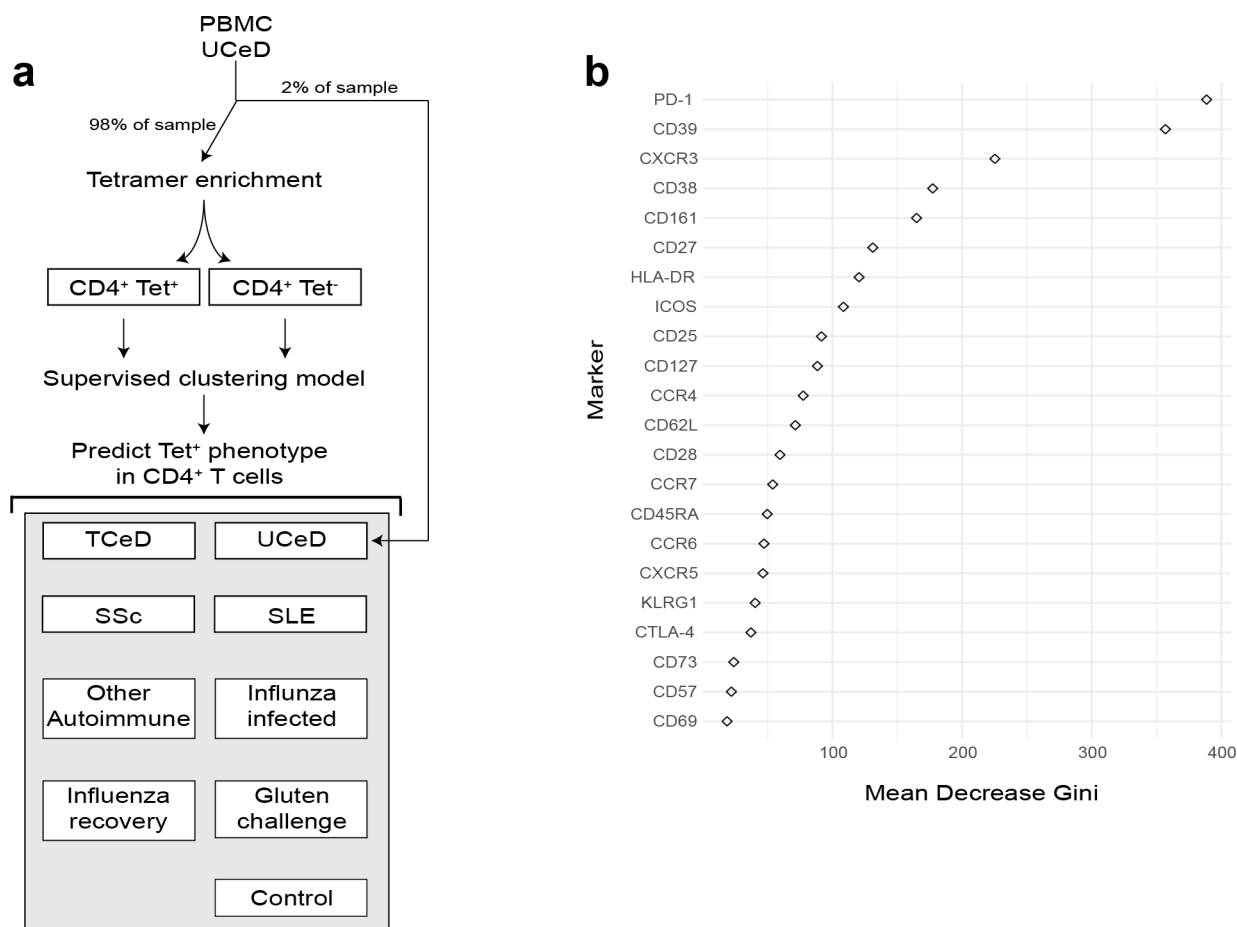 PBMC
UCeD
a
2% of sample
98% of sample
Tetramer enrichment
CD4⁺ Tet⁺
CD4⁺ Tet⁻
Supervised clustering model
Predict Tet⁺ phenotype
in CD4⁺ T cells
TCeD
UCeD
SSc
SLE
Other
Autoimmune
Influnza
infected
Influenza
recovery
Gluten
challenge
Control
b
Marker
PD-1
CD39
CXCR3
CD38
CD161
CD27
HLA-DR
ICOS
CD25
CD127
CCR4
CD62L
CD28
CCR7
CD45RA
CCR6
CXCR5
KLRG1
CTLA-4
CD73
CD57
CD69
100
200
300
400
Mean Decrease Gini